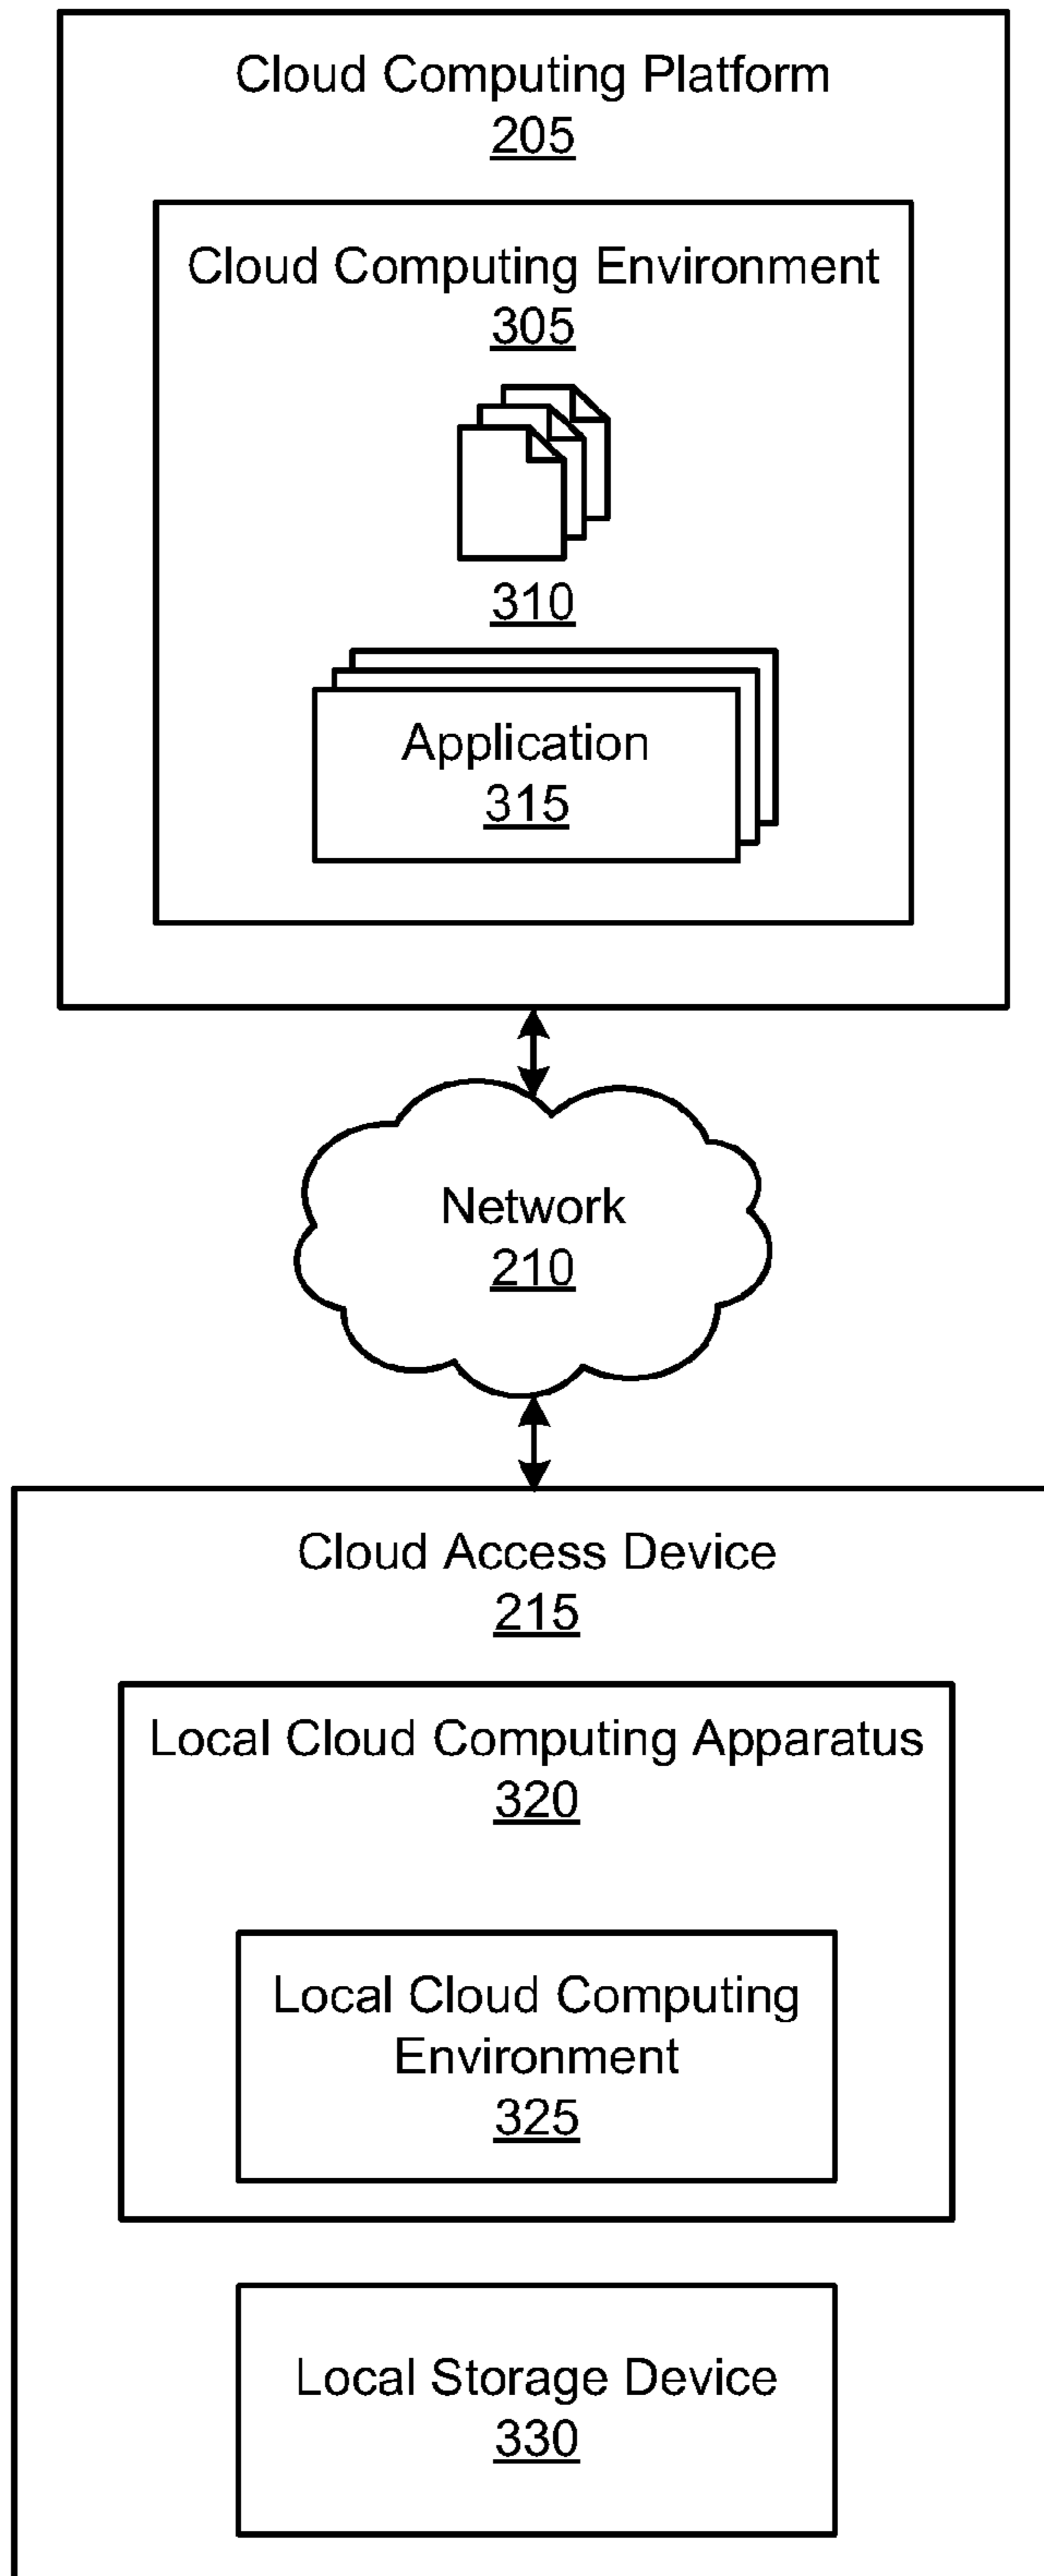 Cloud Computing Platform
205
Cloud Computing Environment
305
310
Application
315
Network
210
Cloud Access Device
215
Local Cloud Computing Apparatus
320
Local Cloud Computing
Environment
325
Local Storage Device
330